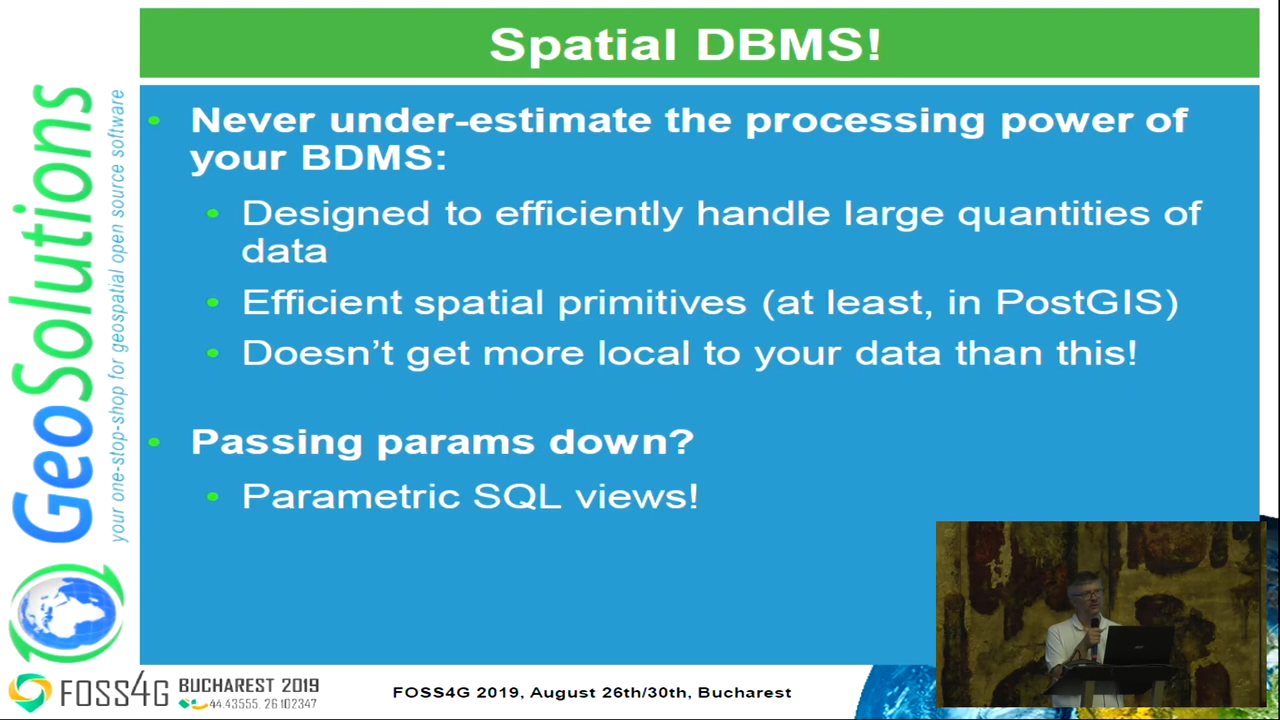 Spatial DBMS!
Never under-estimate the processing power of
your BDMS:
Designed to efficiently handle large quantities of
data
Efficient spatial primitives (at least, in PostGIS)
Doesn't get more local to your data than this!
Passing params down?
Parametric SQL views!
GeoSolutions
your one-stop-shop for geospatial open source software
FOSS4G BUCHAREST 2019
44.43555, 26.102347
FOSS4G 2019, August 26th/30th, Bucharest